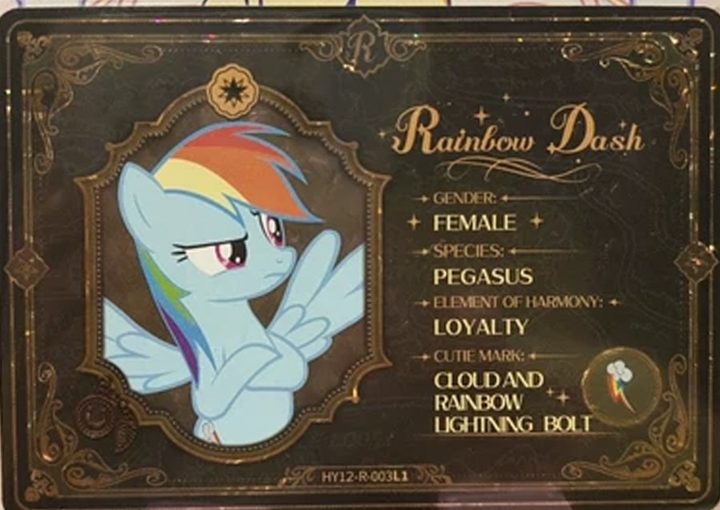 R
Rainbow Dash
GENDER:
FEMALE
SPECIES:
PEGASUS
ELEMENT OF HARMONY:
LOYALTY
CUTIE MARK:
CLOUD AND
RAINBOW
LIGHTNING BOLT
HY12-R-003L1